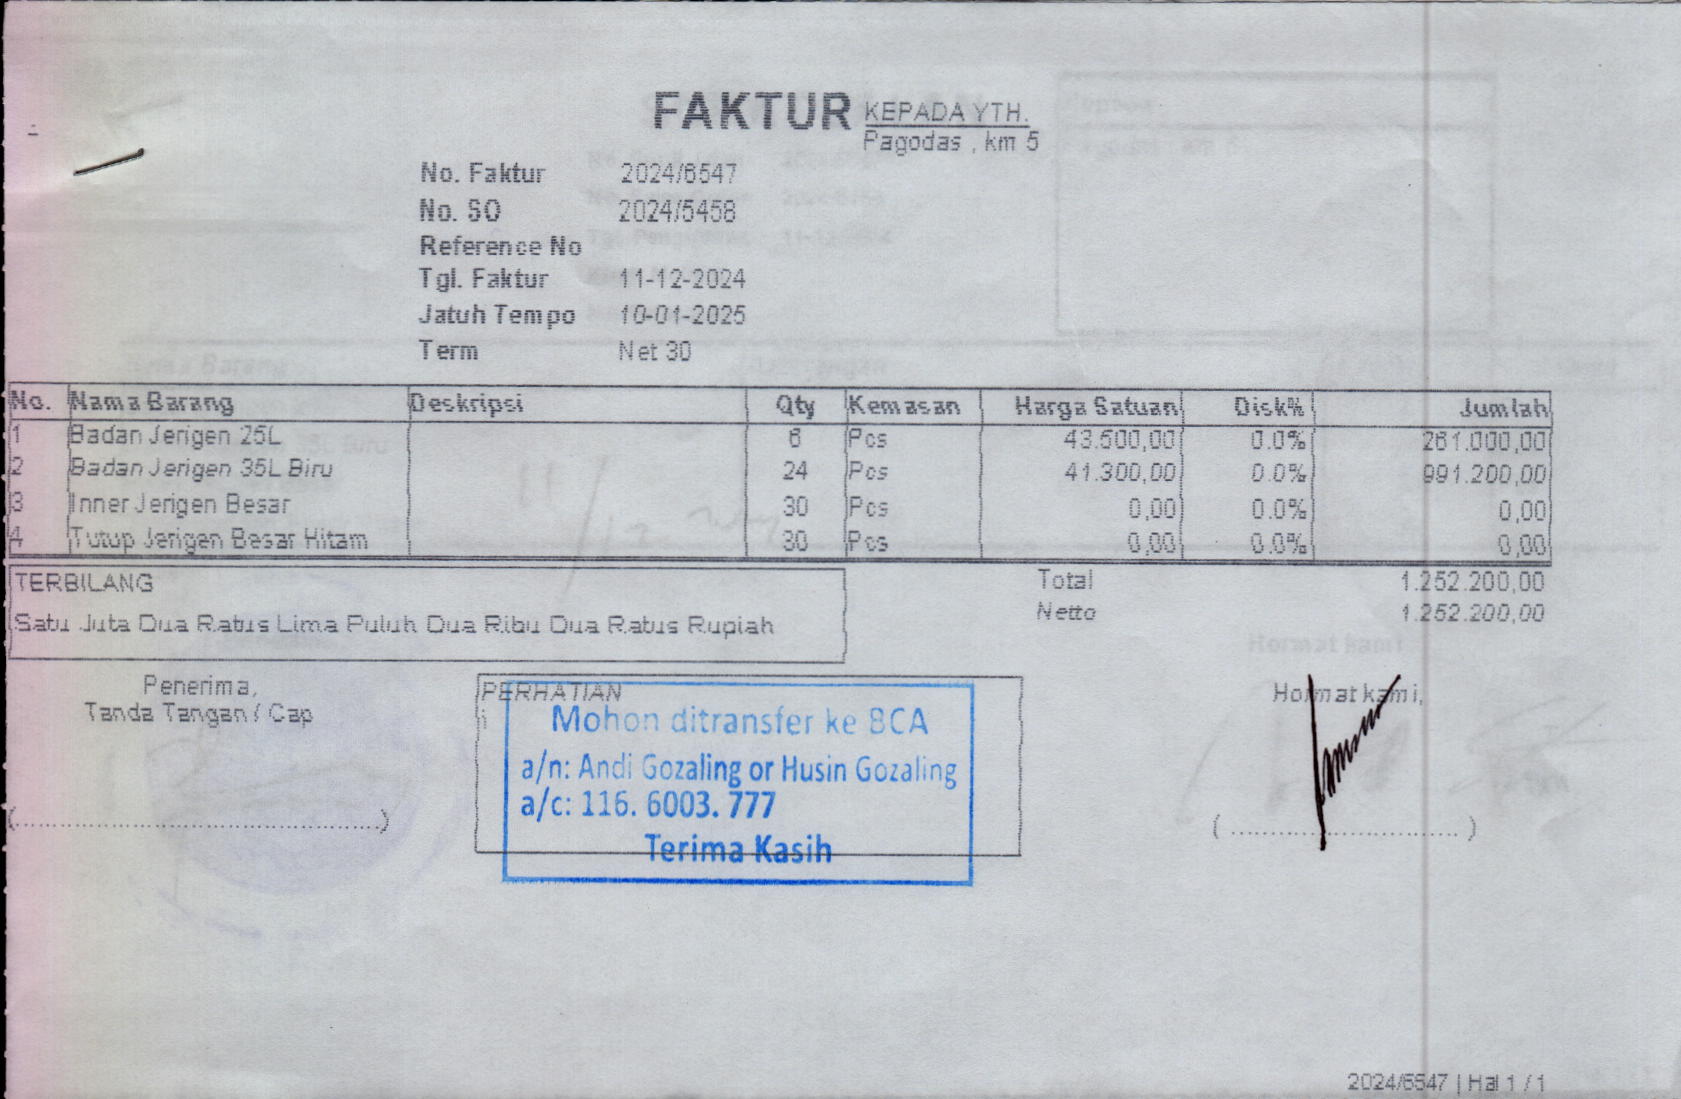 FAKTUR
KEPADA YTH.
Pagodas , km 5
No. Faktur 2024/6547
No. SO 2024/5458
Reference No
Tgl. Faktur 11-12-2024
Jatuh Tempo 10-01-2025
Term Net 30
No. Nama Barang Deskripsi Qty Kemasan Harga Satuan Disk% Jumlah
1 Badan Jerigen 25L 6 Pcs 43.500,00 0.0% 261.000,00
2 Badan Jerigen 35L Biru 24 Pcs 41.300,00 0.0% 991.200,00
3 Inner Jerigen Besar 30 Pcs 0,00 0.0% 0,00
4 Tutup Jerigen Besar Hitam 30 Pcs 0,00 0.0% 0,00
TERBILANG
Satu Juta Dua Ratus Lima Puluh Dua Ribu Dua Ratus Rupiah
Total 1.252.200,00
Netto 1.252.200,00
Penerima,
Tanda Tangan / Cap
(........................................)
PERHATIAN
i
Mohon ditransfer ke BCA
a/n: Andi Gozaling or Husin Gozaling
a/c: 116. 6003. 777
Terima Kasih
Hormat kami,
( ............................ )
2024/6547 | Hal 1 / 1